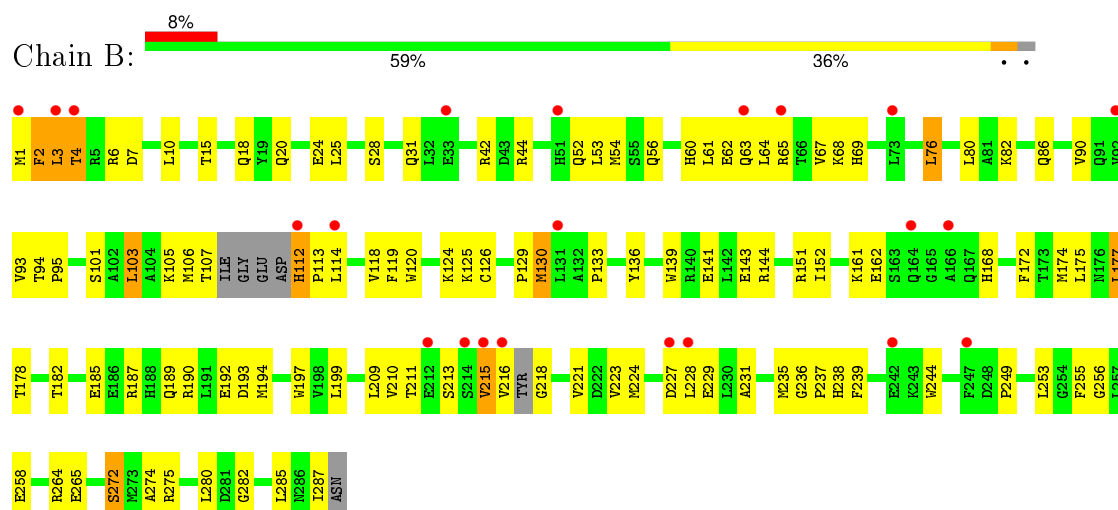 8%
Chain B:
59% 36% • •
M1 F2 L3 T4 R5 R6 D7 L10 T15 Q18 Y19 Q20 E24 L25 S28 Q31 L32 E33 R42 D43 R44 H51 Q52 L53 M54 S55 Q56 H60 L61 E62 Q63 L64 R65 T66 V67 K68 H69 L73 L76 L80 A81 K82 Q86 V90 Q91 V92
V93 T94 P95 S101 A102 L103 A104 K105 M106 T107 ILE GLY GLU ASP H112 P113 L114 V118 F119 W120 K124 K125 C126 P129 M130 L131 A132 P133 Y136 W139 R140 E141 L142 E143 R144 R151 I152 K161 E162 S163 Q164 G165 A166 Q167 H168 F172 T173 M174 L175 N176 L177
T178 T182 E185 E186 R187 H188 Q189 R190 L191 E192 D193 M194 W197 V198 L199 L209 V210 T211 E212 S213 S214 V215 V216 TYR G218 V221 D222 V223 M224 D227 L228 E229 L230 A231 M235 G236 P237 H238 F239 E242 K243 W244 F247 D248 P249 L253 G254 F255 G256 L257
E258 R264 E265 S272 M273 A274 R275 L280 D281 G282 L285 N286 I287 ASN